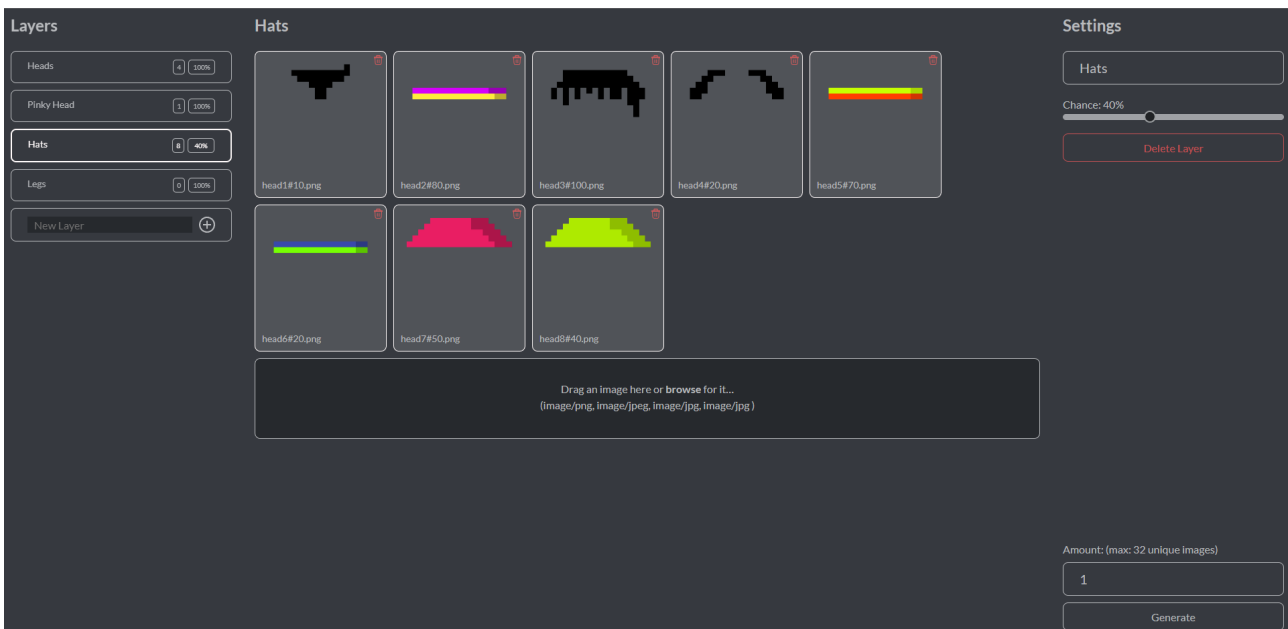 Layers
Heads 4 100%
Pinky Head 1 100%
Hats 8 40%
Legs 0 100%
New Layer
Hats
head1#10.png head2#80.png head3#100.png head4#20.png head5#70.png
head6#20.png head7#50.png head8#40.png
Drag an image here or browse for it...
(image/png, image/jpeg, image/jpg, image/jpg )
Settings
Hats
Chance: 40%
Delete Layer
Amount: (max: 32 unique images)
1
Generate